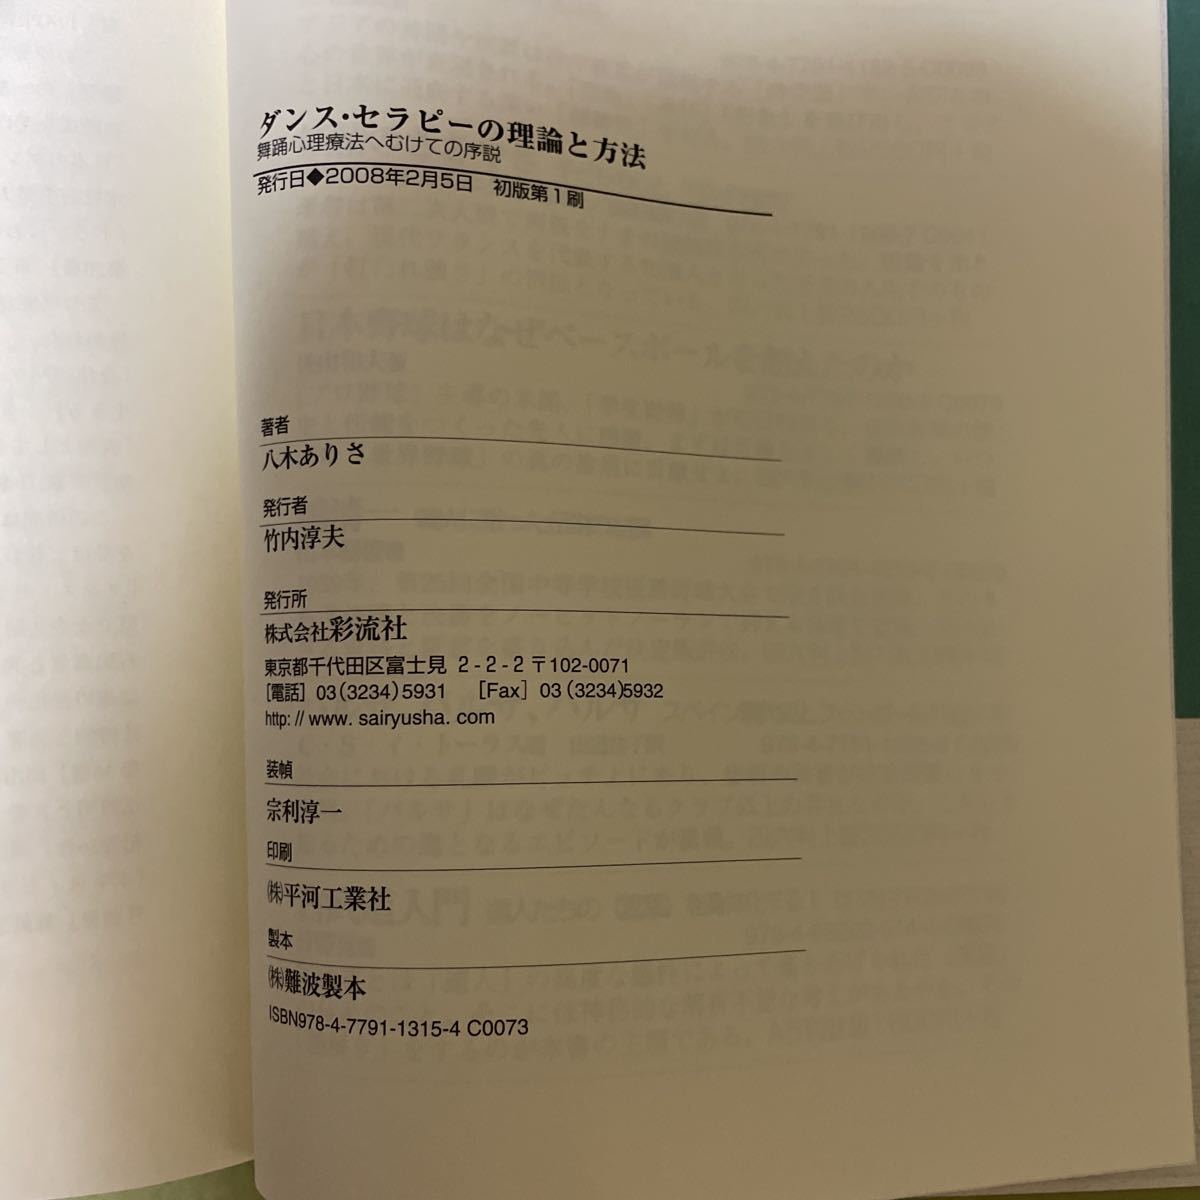 ダンス・セラピーの理論と方法
舞踊心理療法へむけての序説
発行日◆2008年2月5日　初版第1刷
著者
八木ありさ
発行者
竹内淳夫
発行所
株式会社彩流社
東京都千代田区富士見 2-2-2〒102-0071
[電話] 03(3234)5931　[Fax] 03(3234)5932
http:// www. sairyusha. com
装幀
宗利淳一
印刷
㈱平河工業社
製本
㈱難波製本
ISBN978-4-7791-1315-4 C0073